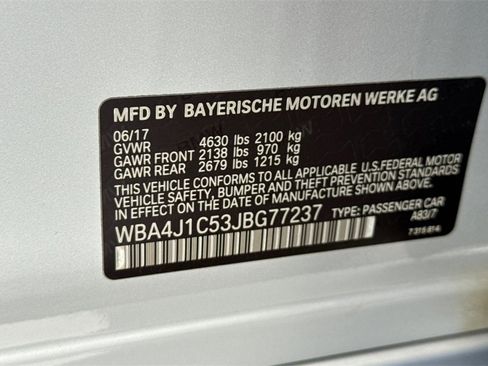 MFD BY BAYERISCHE MOTOREN WERKE AG
06/17
GVWR 4630 lbs 2100 kg
GAWR FRONT 2138 lbs 970 kg
GAWR REAR 2679 lbs 1215 kg
THIS VEHICLE CONFORMS TO ALL APPLICABLE U.S.FEDERAL MOTOR
VEHICLE SAFETY, BUMPER AND THEFT PREVENTION STANDARDS
IN EFFECT ON THE DATE OF MANUFACTURE SHOWN ABOVE.
WBA4J1C53JBG77237 TYPE: PASSENGER CAR
A83/7